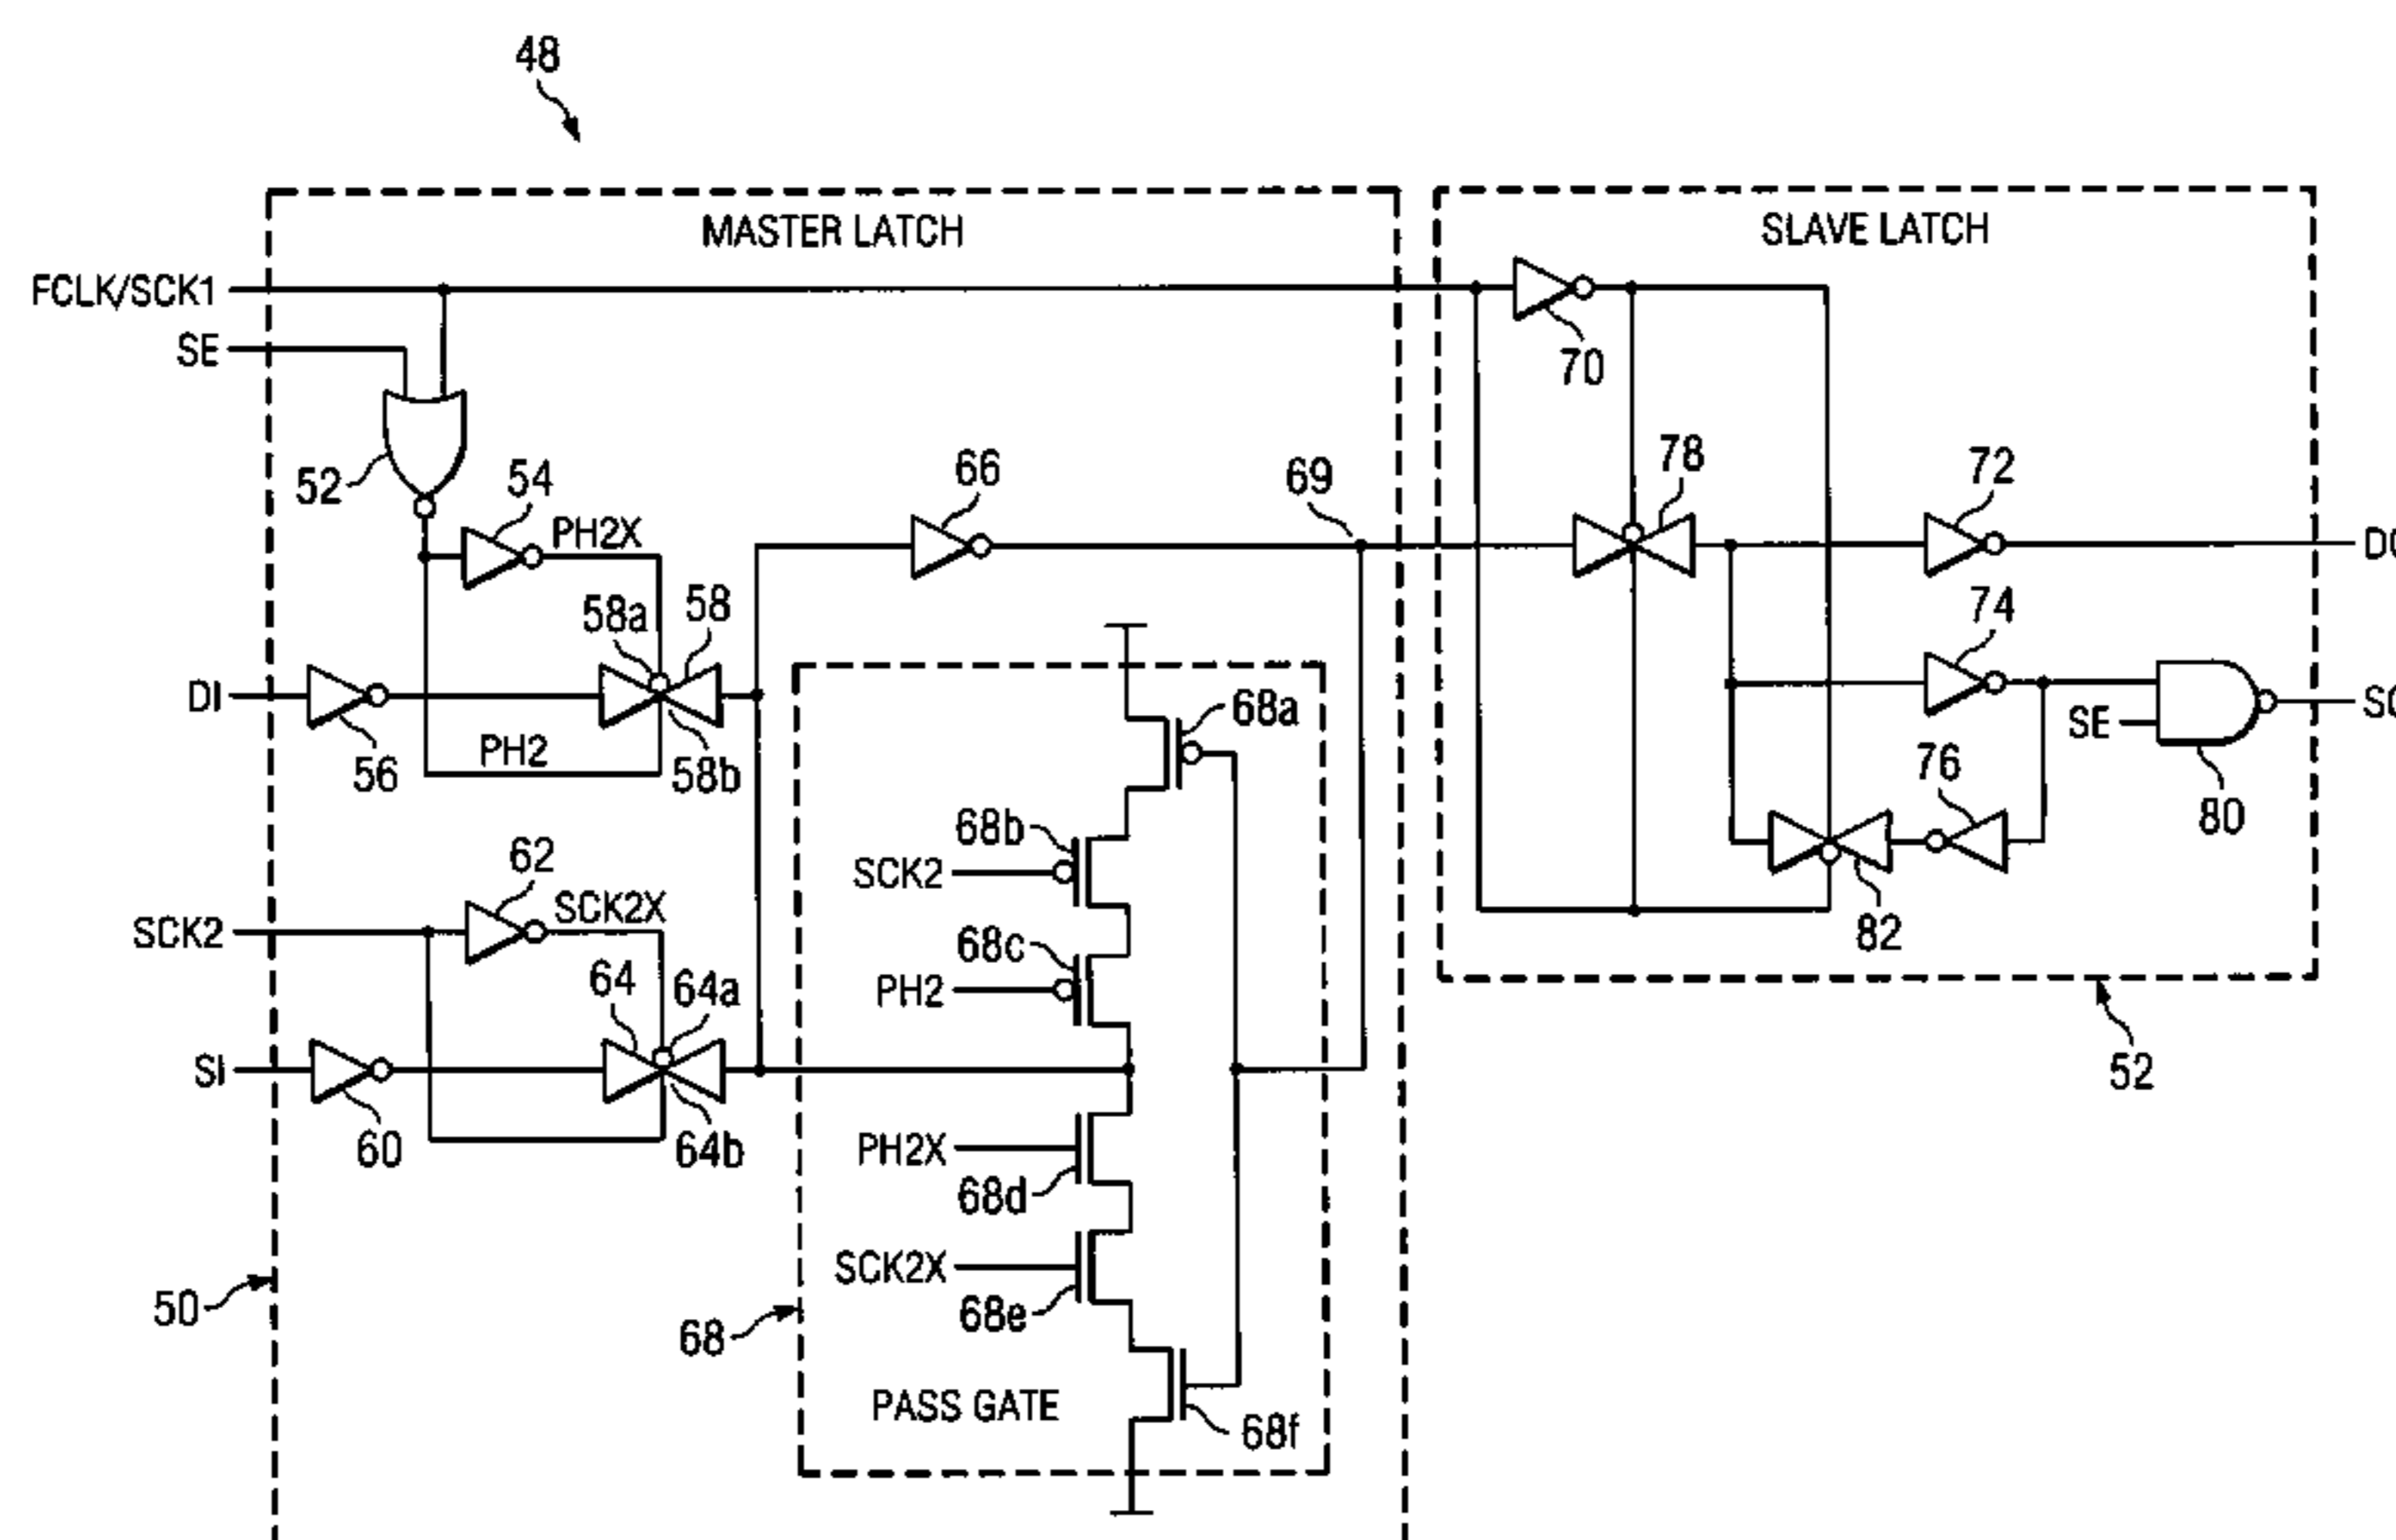 48
MASTER LATCH
SLAVE LATCH
FCLK/SCK1
SE
70
52
54
PH2X
66
69
78
72
58a
58
74
DI
56
PH2
58b
68a
SE
76
80
68b
SCK2
62
SCK2X
68c
PH2
82
SCK2
64
64a
SI
60
64b
52
PH2X
68d
SCK2X
68e
50
68
PASS GATE
68f